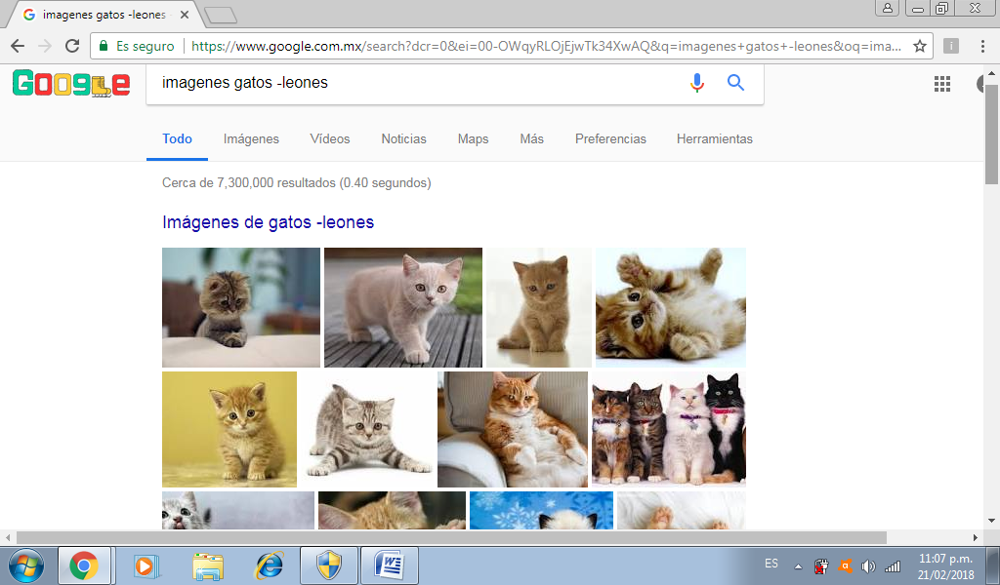 imagenes gatos -leones
Es seguro
https://www.google.com.mx/search?dcr=0&ei=00-OWqyRLOjEjwTk34XwAQ&q=imagenes+gatos+-leones&oq=ima...
Google
imagenes gatos -leones
Todo Imágenes Vídeos Noticias Maps Más Preferencias Herramientas
Cerca de 7,300,000 resultados (0.40 segundos)
Imágenes de gatos -leones
ES
11:07 p.m.
21/02/2018